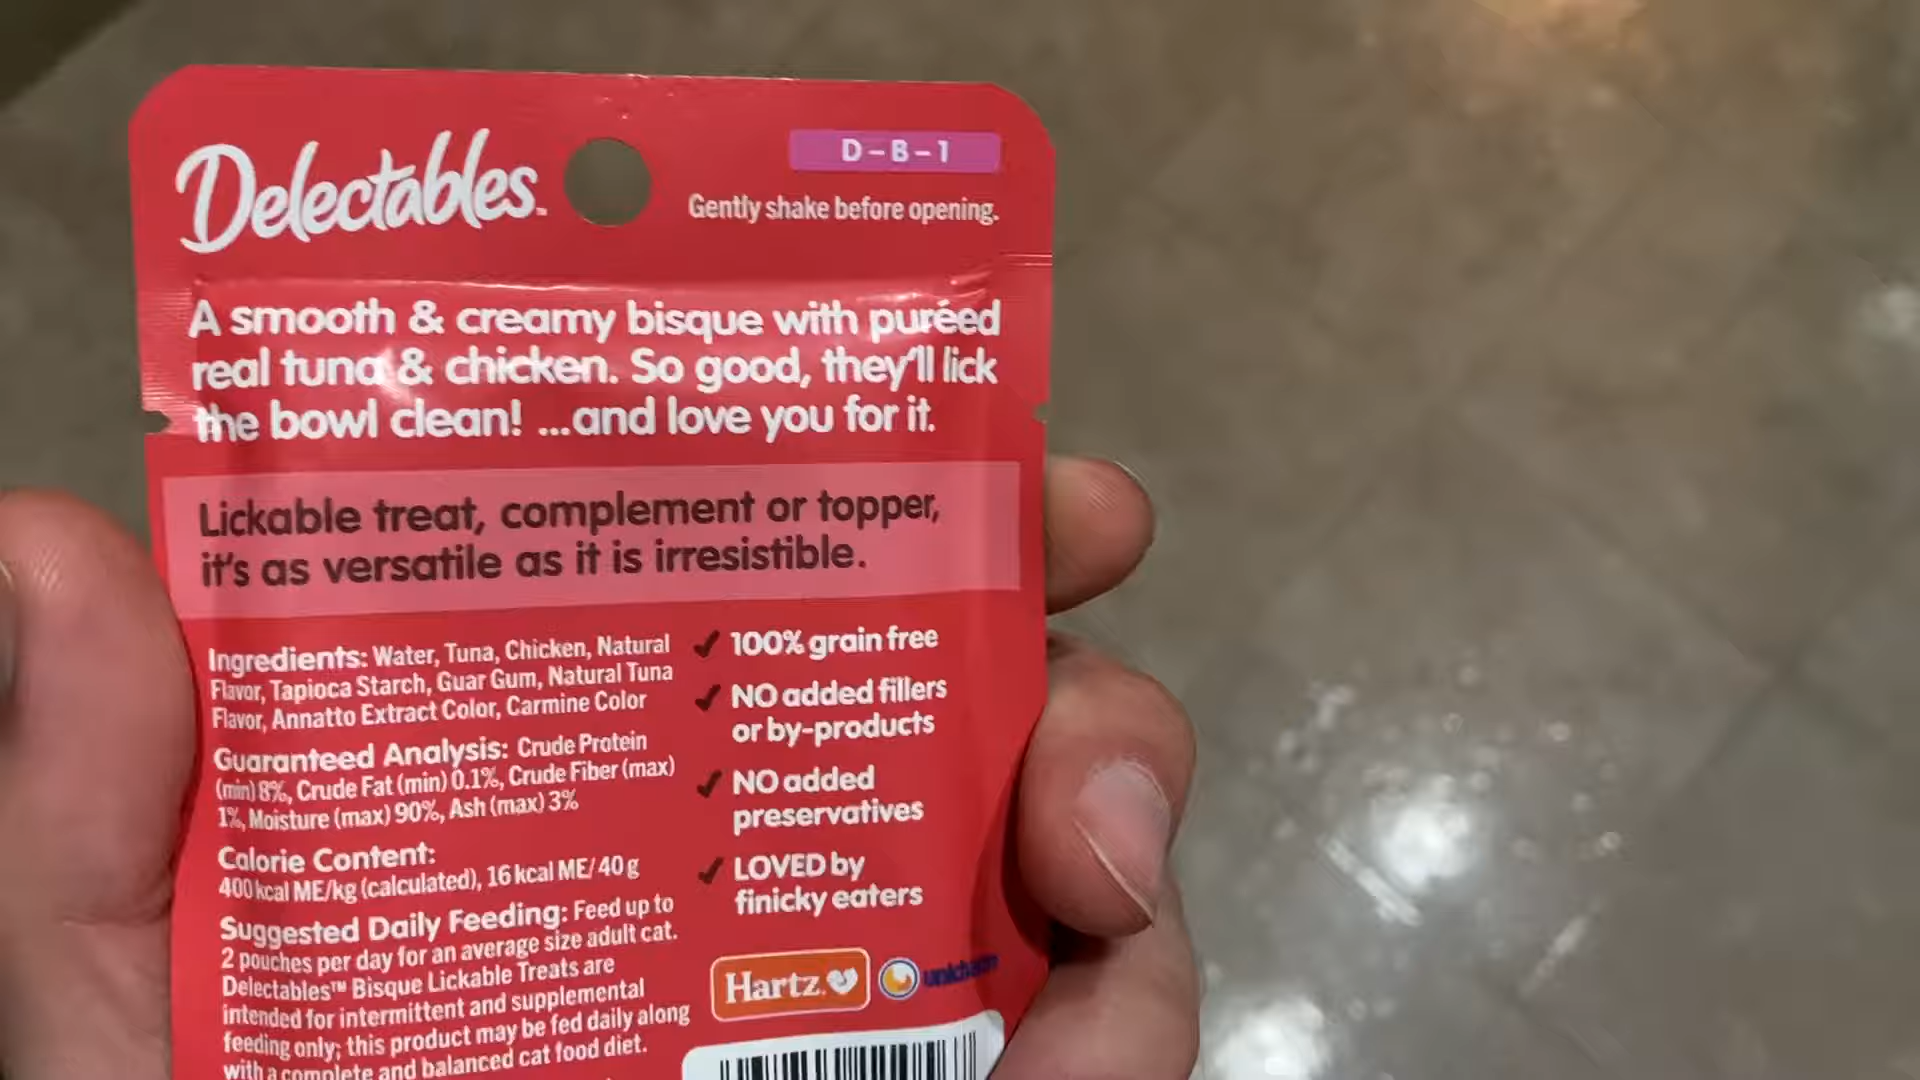 Delectables™
D-B-1
Gently shake before opening.
A smooth & creamy bisque with puréed
real tuna & chicken. So good, they'll lick
the bowl clean! ...and love you for it.
Lickable treat, complement or topper,
it's as versatile as it is irresistible.
Ingredients: Water, Tuna, Chicken, Natural
Flavor, Tapioca Starch, Guar Gum, Natural Tuna
Flavor, Annatto Extract Color, Carmine Color
Guaranteed Analysis: Crude Protein
(min) 8%, Crude Fat (min) 0.1%, Crude Fiber (max)
1%, Moisture (max) 90%, Ash (max) 3%
Calorie Content:
400 kcal ME/kg (calculated), 16 kcal ME/40 g
Suggested Daily Feeding: Feed up to
2 pouches per day for an average size adult cat.
Delectables™ Bisque Lickable Treats are
intended for intermittent and supplemental
feeding only; this product may be fed daily along
with a complete and balanced cat food diet.
✓ 100% grain free
✓ NO added fillers
or by-products
✓ NO added
preservatives
✓ LOVED by
finicky eaters
Hartz
unicharm